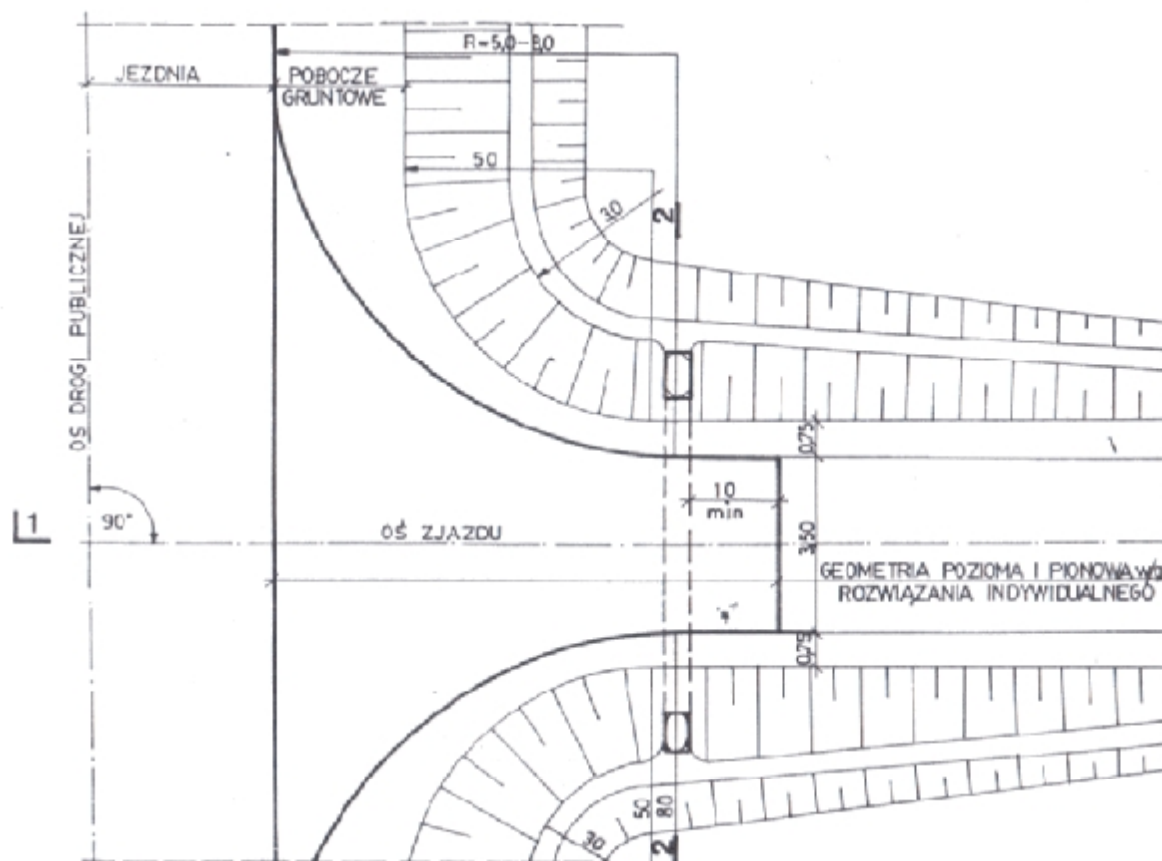 R=5,0-8,0
JEZDNIA
POBOCZE
GRUNTOWE
50
30
2
OŚ DROGI PUBLICZNEJ
0,75
1
90°
10
min
OŚ ZJAZDU
3,50
GEOMETRIA POZIOMA I PIONOWA wg
ROZWIĄZANIA INDYWIDUALNEGO
0,75
50
80
30
2